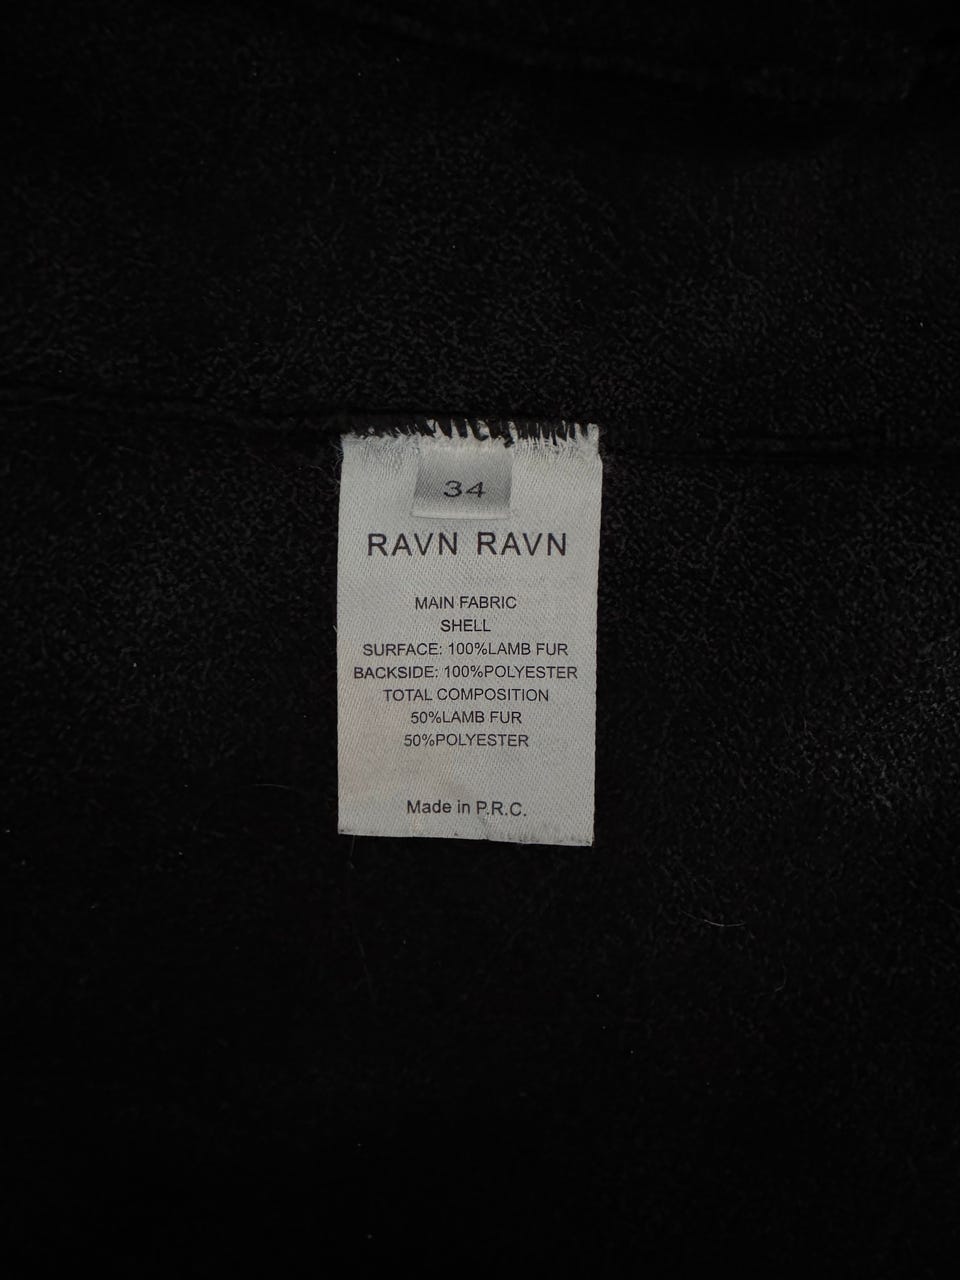 34
RAVN RAVN
MAIN FABRIC
SHELL
SURFACE: 100%LAMB FUR
BACKSIDE: 100%POLYESTER
TOTAL COMPOSITION
50%LAMB FUR
50%POLYESTER
Made in P.R.C.